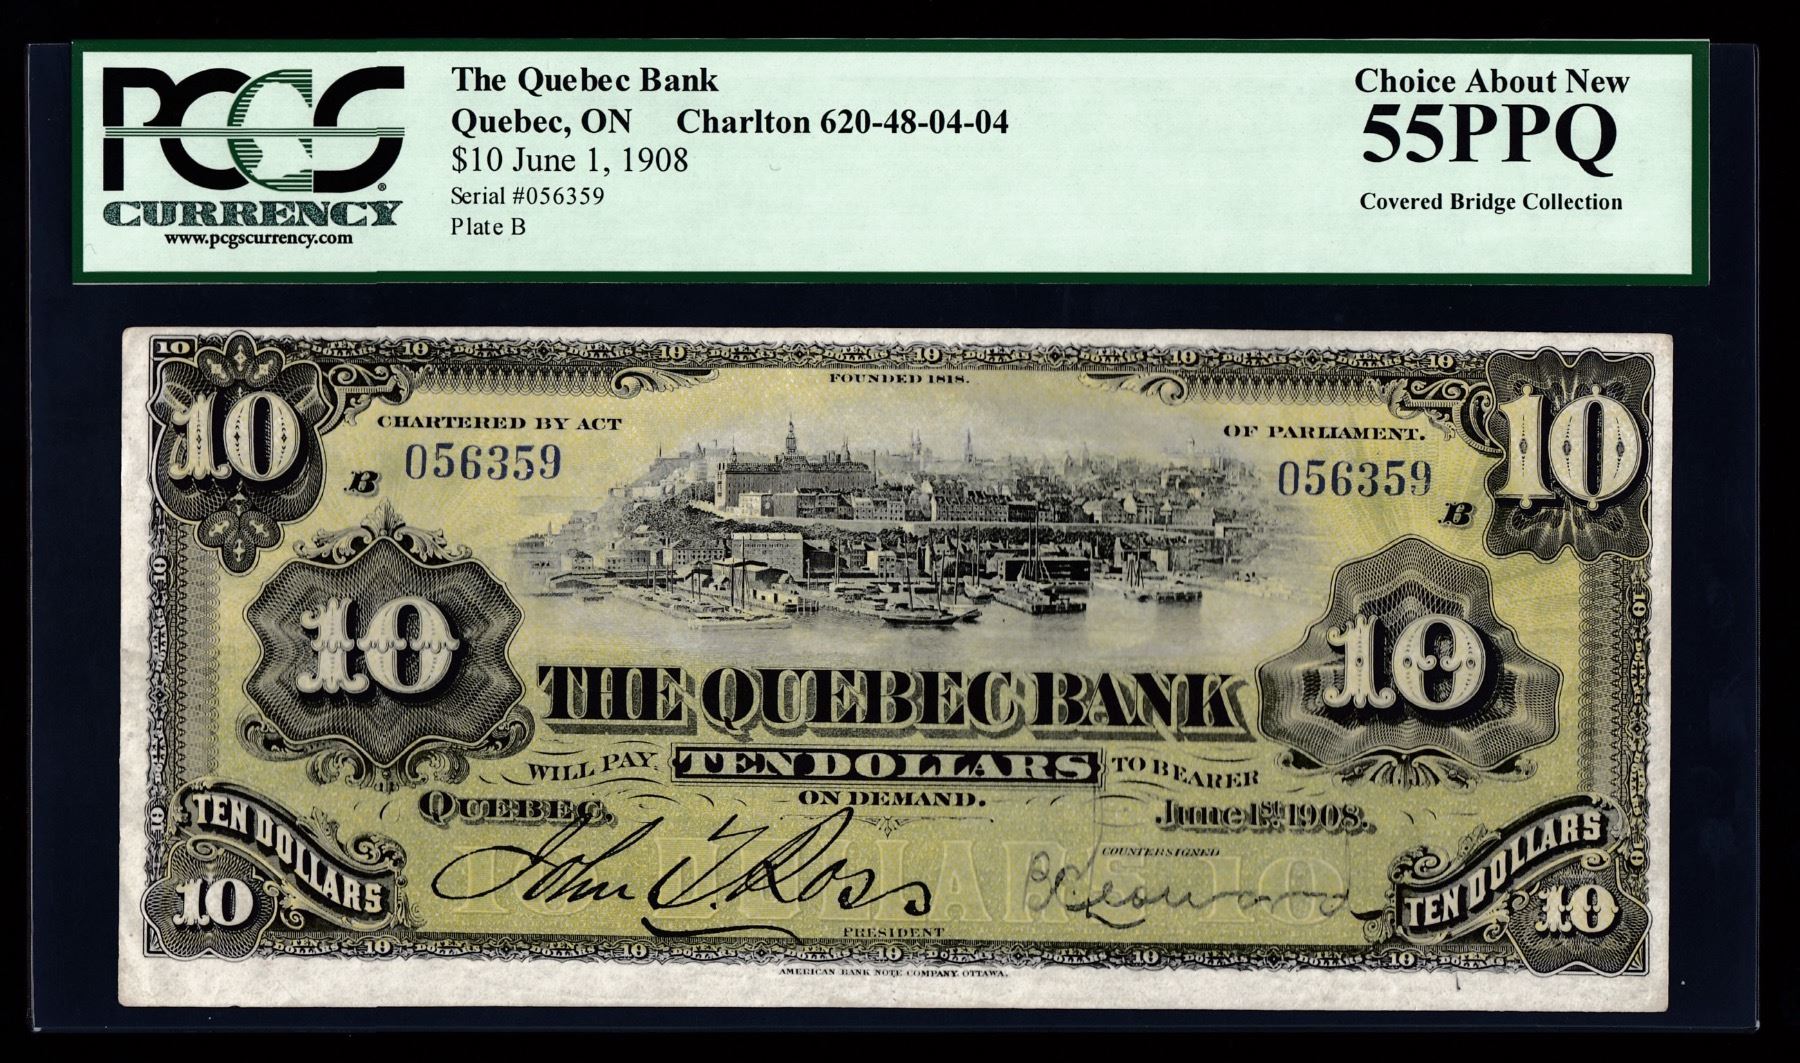 PCGS
CURRENCY
www.pcgscurrency.com
The Quebec Bank
Quebec, ON Charlton 620-48-04-04
$10 June 1, 1908
Serial #056359
Plate B
Choice About New
55PPQ
Covered Bridge Collection
10
FOUNDED 1818.
10 CHARTERED BY ACT OF PARLIAMENT. 10
B 056359 056359 B
10 10
THE QUEBEC BANK
WILL PAY TEN DOLLARS TO BEARER
QUEBEC, ON DEMAND. June 1st 1908.
TEN DOLLARS TEN DOLLARS
COUNTERSIGNED
John T. Ross
10 10
PRESIDENT
AMERICAN BANK NOTE COMPANY, OTTAWA.